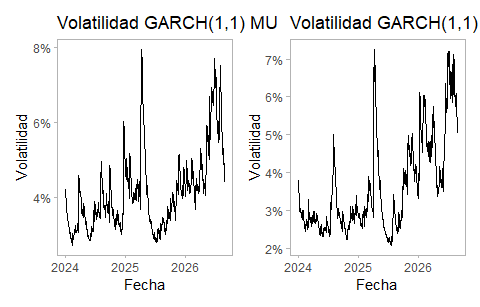 Volatilidad GARCH(1,1) MU
Volatilidad
8%
6%
4%
2024
2025
2026
Fecha
Volatilidad GARCH(1,1)
Volatilidad
7%
6%
5%
4%
3%
2%
2024
2025
2026
Fecha